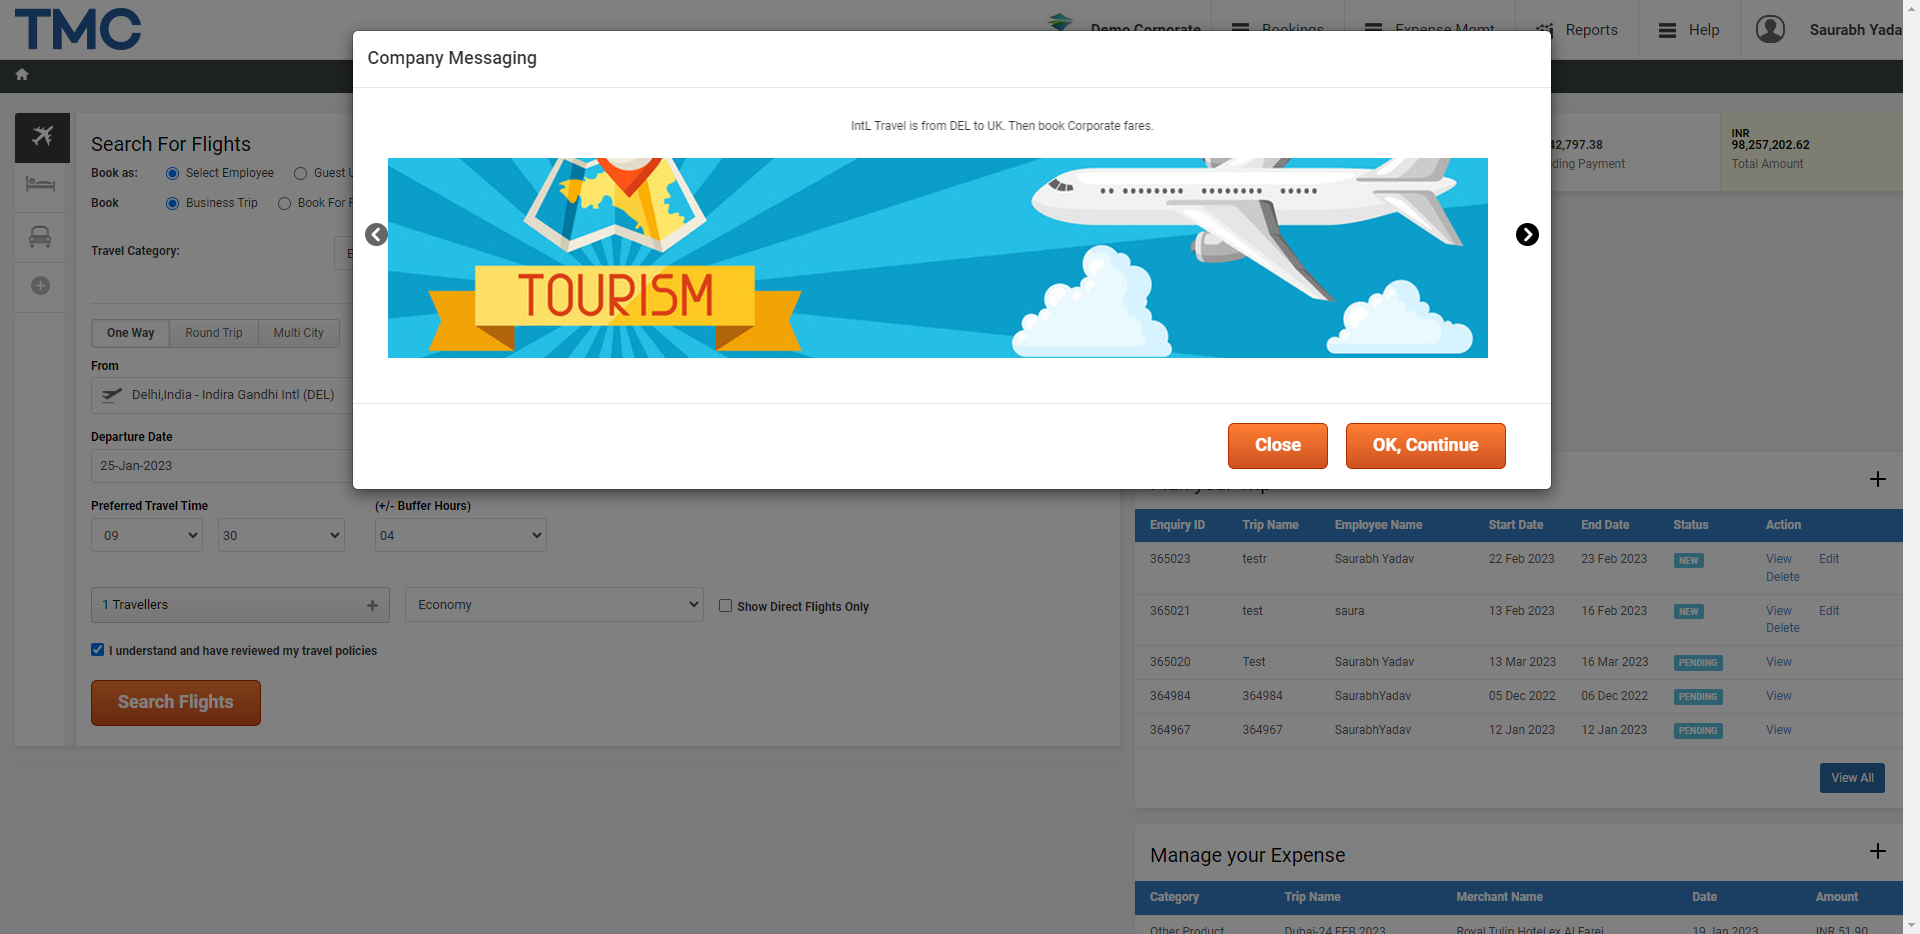 TMC
Demo Corporate
Bookings
Expense Mgmt
Reports
Help
Saurabh Yada
Company Messaging
IntL Travel is from DEL to UK. Then book Corporate fares.
TOURISM
Close
OK, Continue
Search For Flights
Book as:
Select Employee
Guest U
Book
Business Trip
Book For P
Travel Category:
One Way
Round Trip
Multi City
From
Delhi,India - Indira Gandhi Intl (DEL)
Departure Date
25-Jan-2023
Preferred Travel Time
(+/- Buffer Hours)
09
30
04
1 Travellers
Economy
Show Direct Flights Only
I understand and have reviewed my travel policies
Search Flights
42,797.38
ding Payment
INR
98,257,202.62
Total Amount
Enquiry ID Trip Name Employee Name Start Date End Date Status Action
365023 testr Saurabh Yadav 22 Feb 2023 23 Feb 2023 NEW View Edit
Delete
365021 test saura 13 Feb 2023 16 Feb 2023 NEW View Edit
Delete
365020 Test Saurabh Yadav 13 Mar 2023 16 Mar 2023 PENDING View
364984 364984 SaurabhYadav 05 Dec 2022 06 Dec 2022 PENDING View
364967 364967 SaurabhYadav 12 Jan 2023 12 Jan 2023 PENDING View
View All
Manage your Expense
Category Trip Name Merchant Name Date Amount
Other Product Dubai-24 FEB 2023 Royal Tulip Hotel ex Al Farej 19 Jan 2023 INR 51.90